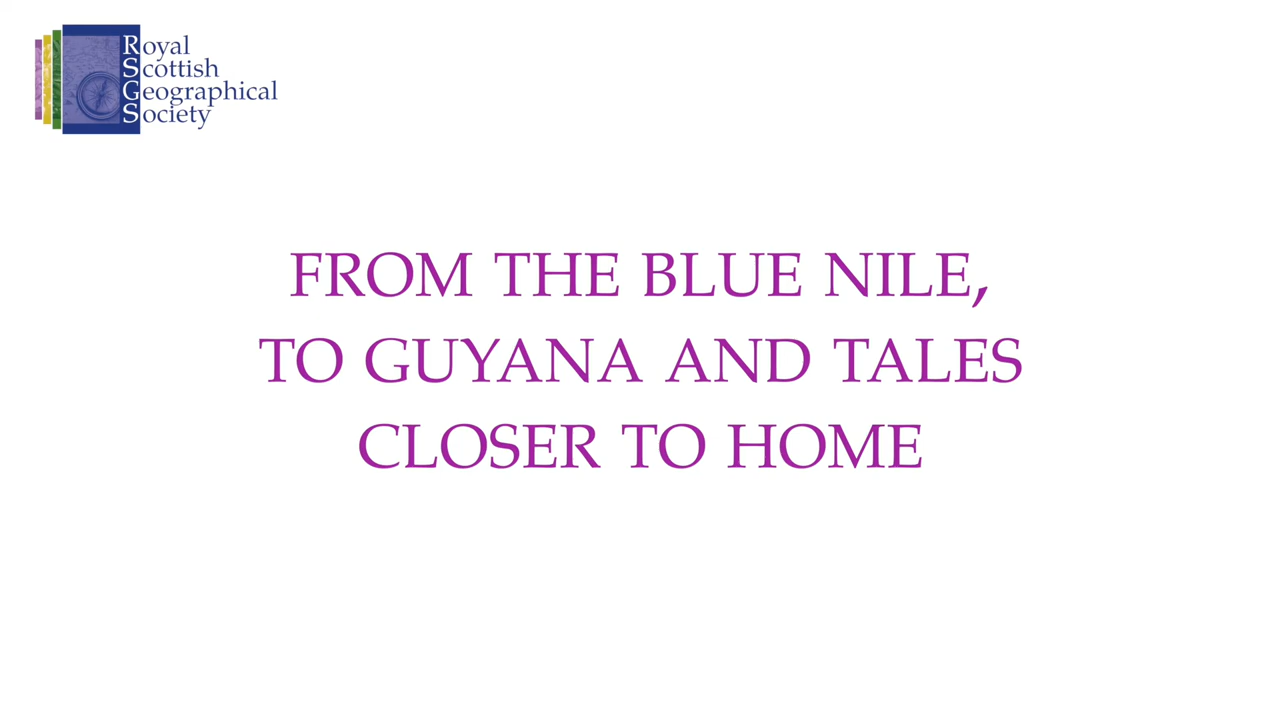 Royal
Scottish
Geographical
Society
FROM THE BLUE NILE,
TO GUYANA AND TALES
CLOSER TO HOME